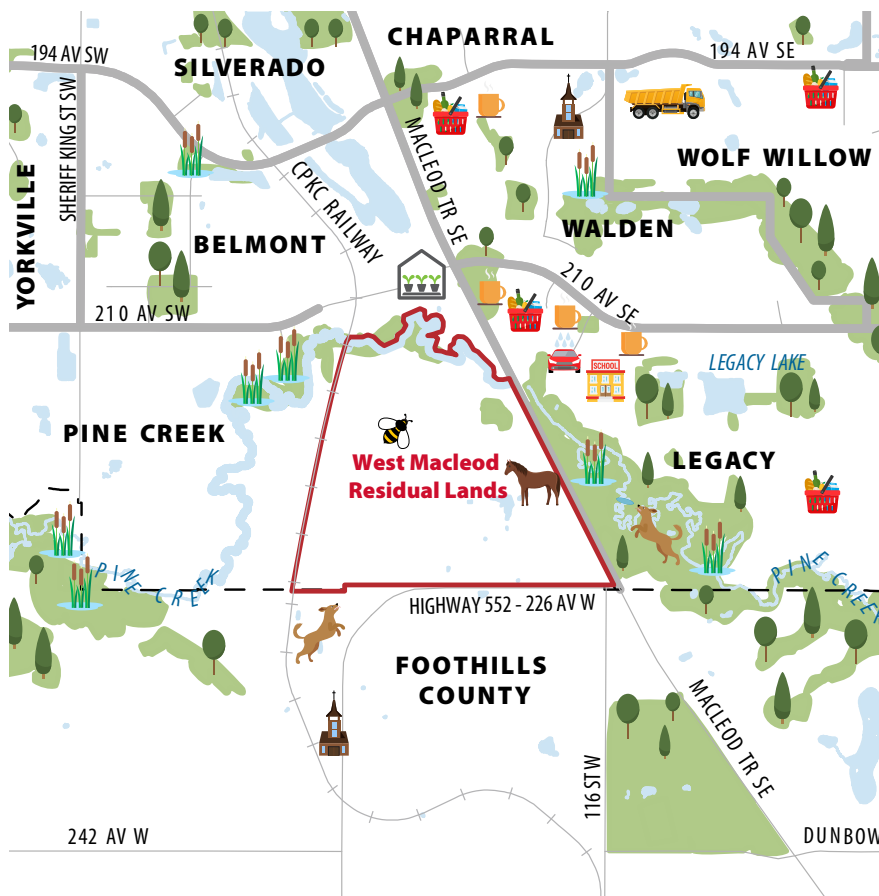 CHAPARRAL
194 AV SW
194 AV SE
SILVERADO
SHERIFF KING ST SW
MACLEOD TR SE
WOLF WILLOW
YORKVILLE
CPKC RAILWAY
WALDEN
BELMONT
210 AV SE
210 AV SW
SCHOOL
LEGACY LAKE
PINE CREEK
West Macleod
Residual Lands
LEGACY
PINE CREEK
PINE CREEK
HIGHWAY 552 - 226 AV W
FOOTHILLS
COUNTY
MACLEOD TR SE
116 ST W
242 AV W
DUNBOW